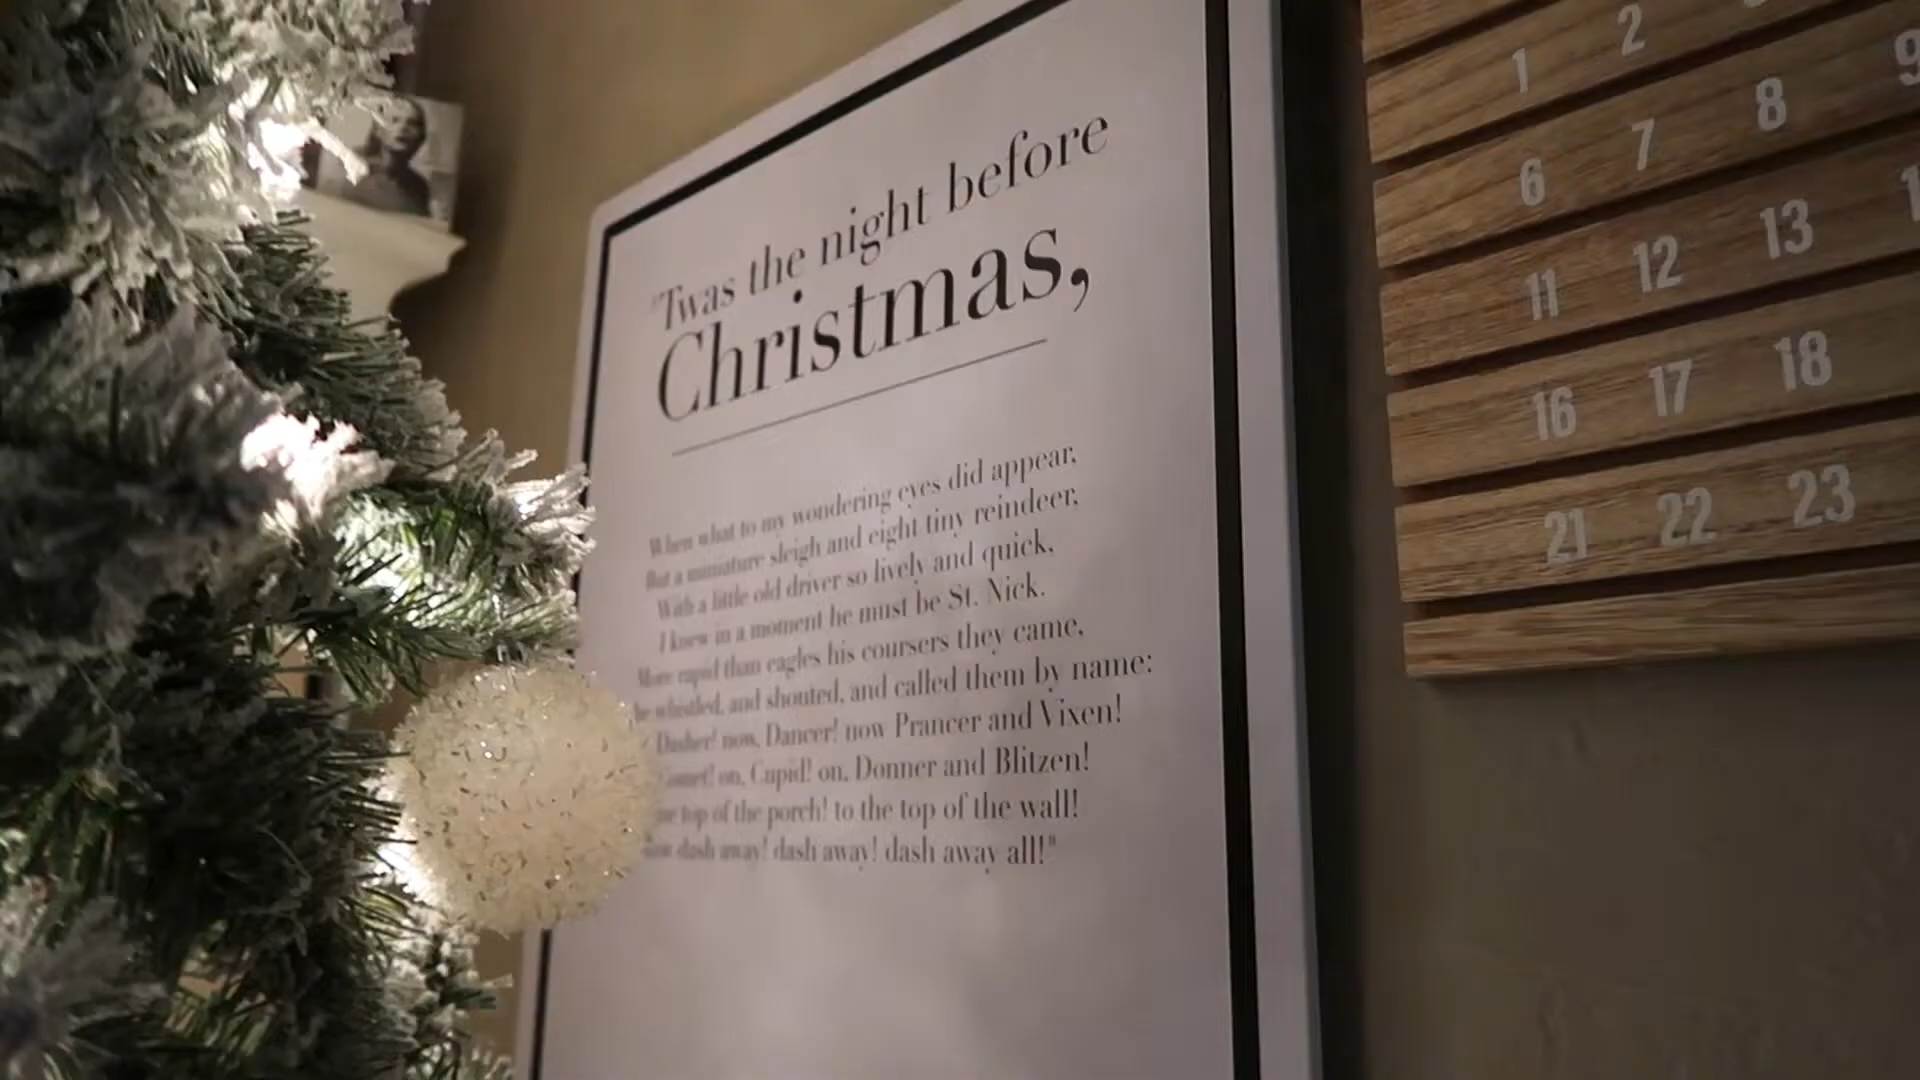 'Twas the night before
Christmas,
When what to my wondering eyes did appear,
But a miniature sleigh and eight tiny reindeer,
With a little old driver so lively and quick,
I knew in a moment he must be St. Nick.
More rapid than eagles his coursers they came,
he whistled, and shouted, and called them by name:
Dasher! now, Dancer! now Prancer and Vixen!
Comet! on, Cupid! on, Donner and Blitzen!
top of the porch! to the top of the wall!
dash away! dash away! dash away all!"
1 2
6 7 8 9
11 12 13
16 17 18
21 22 23